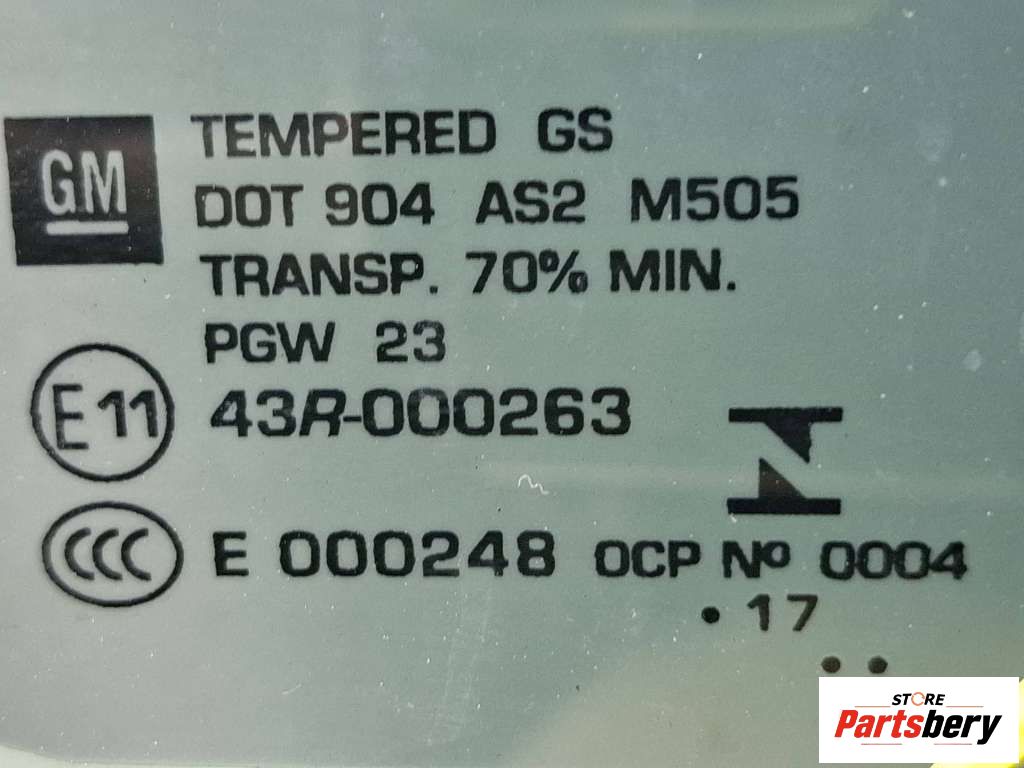 GM
TEMPERED GS
DOT 904 AS2 M505
TRANSP. 70% MIN.
PGW 23
E11 43R-000263
CCC E 000248 OCP Nº 0004
. 17
. .
STORE
Partsbery